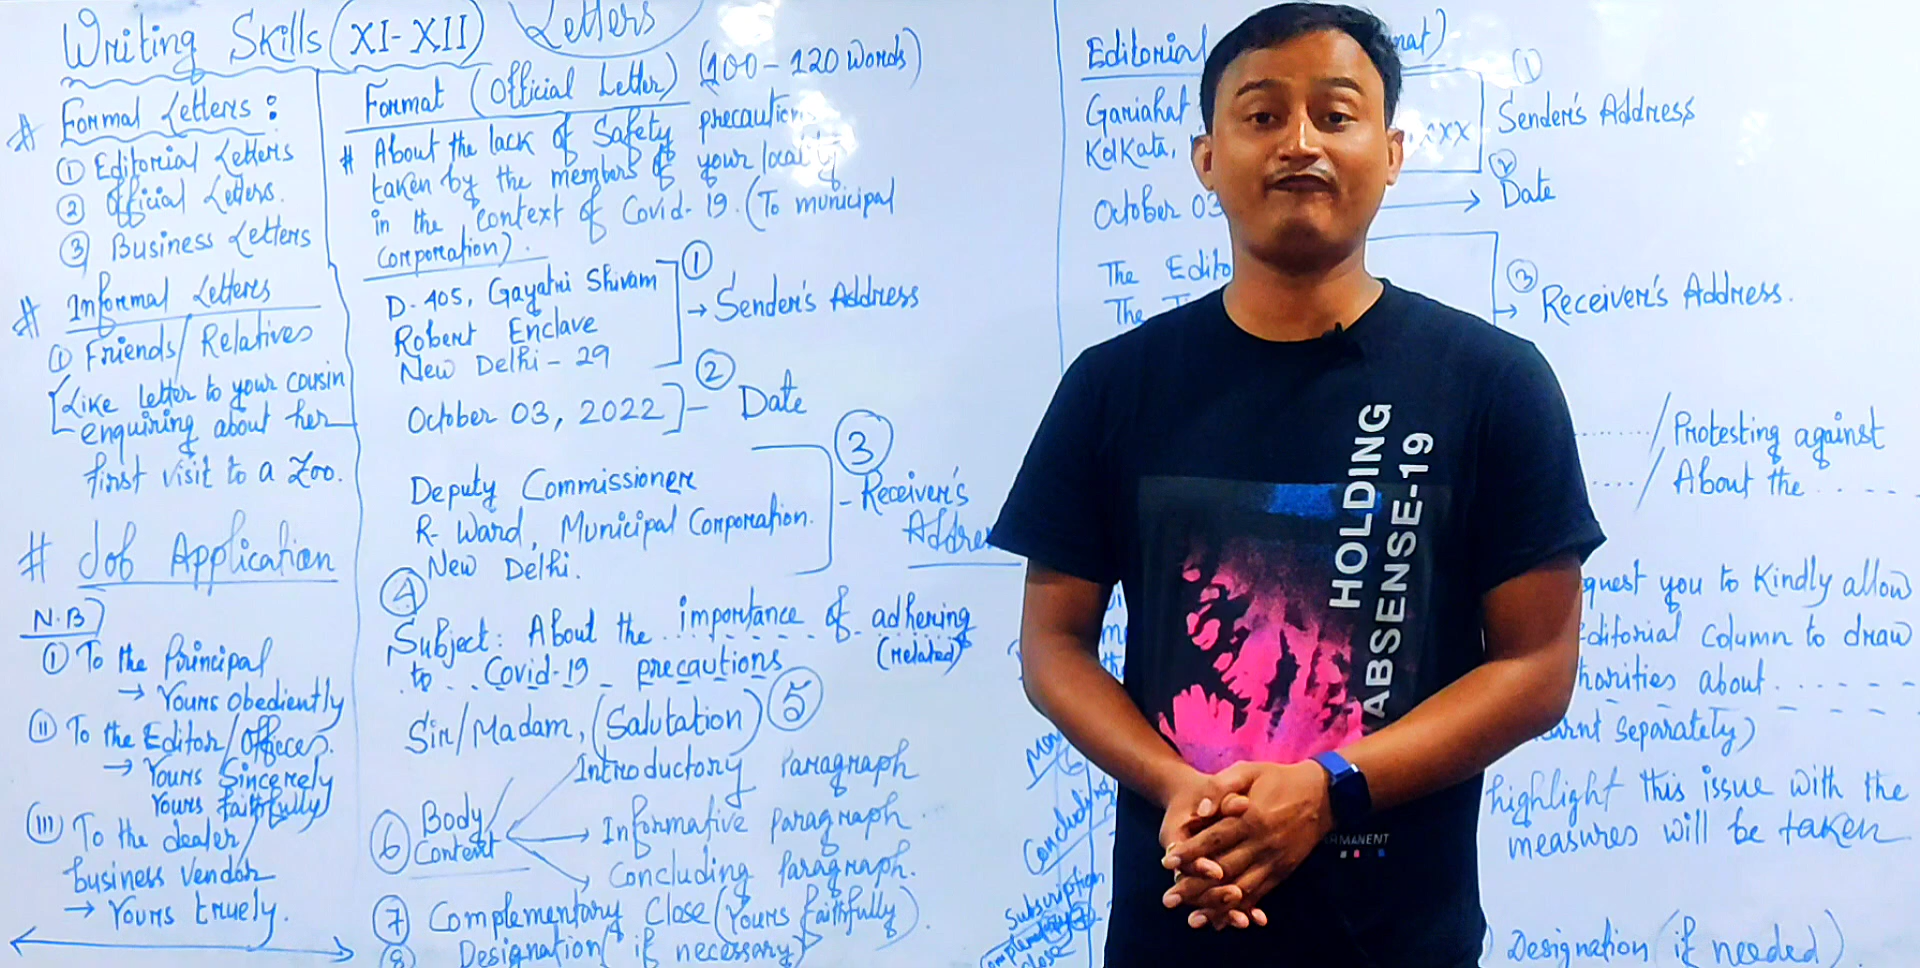 Writing Skills (XI-XII) Letters
# Formal Letters:
① Editorial Letters
② Official Letters.
③ Business Letters
# Informal Letters
① Friends/Relatives
[Like letter to your cousin
enquiring about her
first visit to a Zoo.
# Job Application
N.B)
① To the Principal
→ Yours Obediently
(II) To the Editor/Offices.
→ Yours Sincerely
Yours faithfully
(III) To the dealer/
business vendor
→ Yours truely.
Format (Official Letter) (100-120 words)
# About the lack of Safety precautions
taken by the members of your locality
in the context of Covid-19. (To municipal
Corporation).
D-405, Gayatri Shivam
Robert Enclave
New Delhi - 29
① → Sender's Address
October 03, 2022 ] - ② Date
Deputy Commissioner
R- Ward, Municipal Corporation.
New Delhi.
③ - Receiver's
Address
④
Subject: About the importance of adhering
to Covid-19 precautions (related)
Sir/Madam, (Salutation) ⑤
⑥ Body
Content
Introductory Paragraph
→ Informative Paragraph.
Concluding Paragraph.
⑦ Complementary Close (Yours faithfully).
⑧ Designation (if necessary)
Editorial
Gariahat
Kolkata, XXX
① Sender's Address
October 03 → ② Date
The
The
③ → Receiver's Address.
/ Protesting against
/ About the . . - - -
you to Kindly allow
Editorial Column to draw
about. . . . - - -
Separately)
highlight this issue with the
measures will be taken
Concluding
Subscription
close
Designation (if needed)
HOLDING
ABSENSE-19